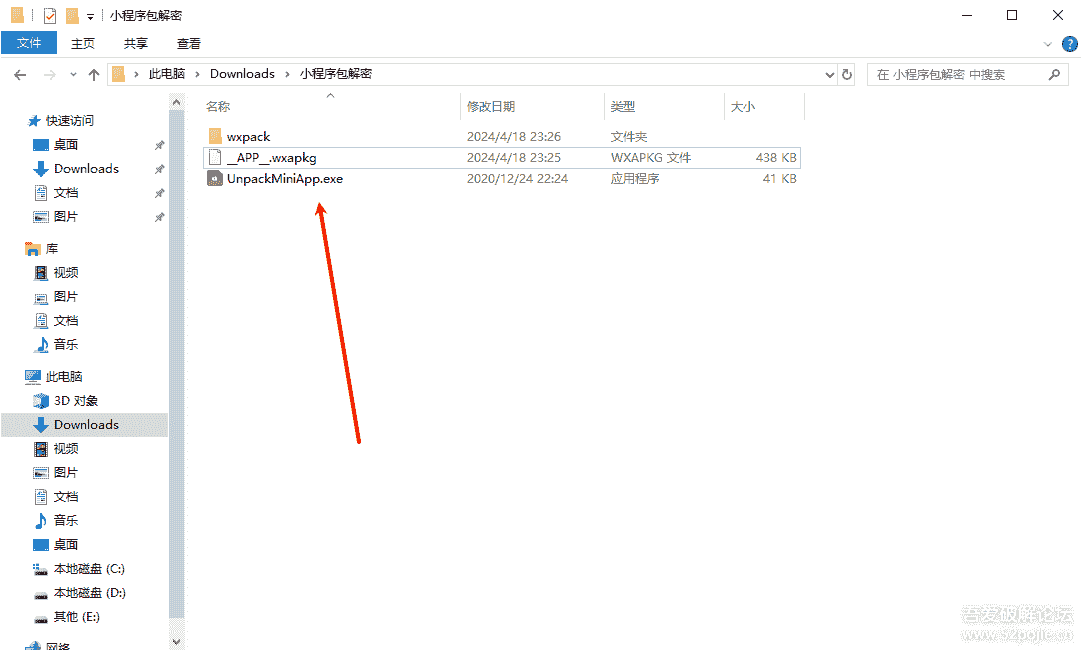 小程序包解密
文件 主页 共享 查看
此电脑 Downloads 小程序包解密 在 小程序包解密 中搜索
名称 修改日期 类型 大小
wxpack 2024/4/18 23:26 文件夹
__APP__.wxapkg 2024/4/18 23:25 WXAPKG 文件 438 KB
UnpackMiniApp.exe 2020/12/24 22:24 应用程序 41 KB
快速访问
桌面
Downloads
文档
图片
库
视频
图片
文档
音乐
此电脑
3D 对象
Downloads
视频
图片
文档
音乐
桌面
本地磁盘 (C:)
本地磁盘 (D:)
其他 (E:)
网络
吾爱破解论坛
www.52pojie.cn